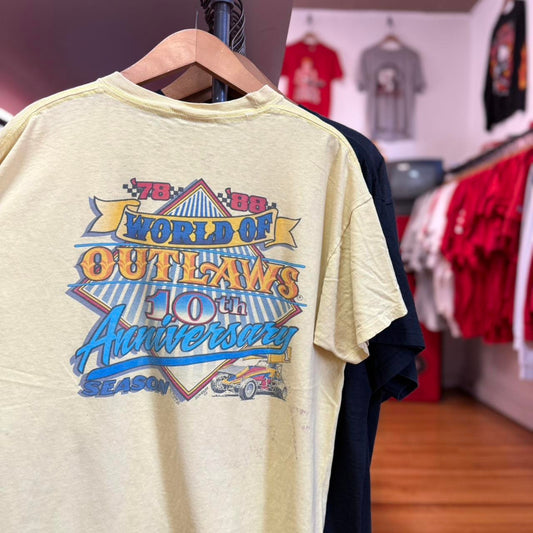 '78 '88
WORLD OF
OUTLAWS
10th
Anniversary
SEASON